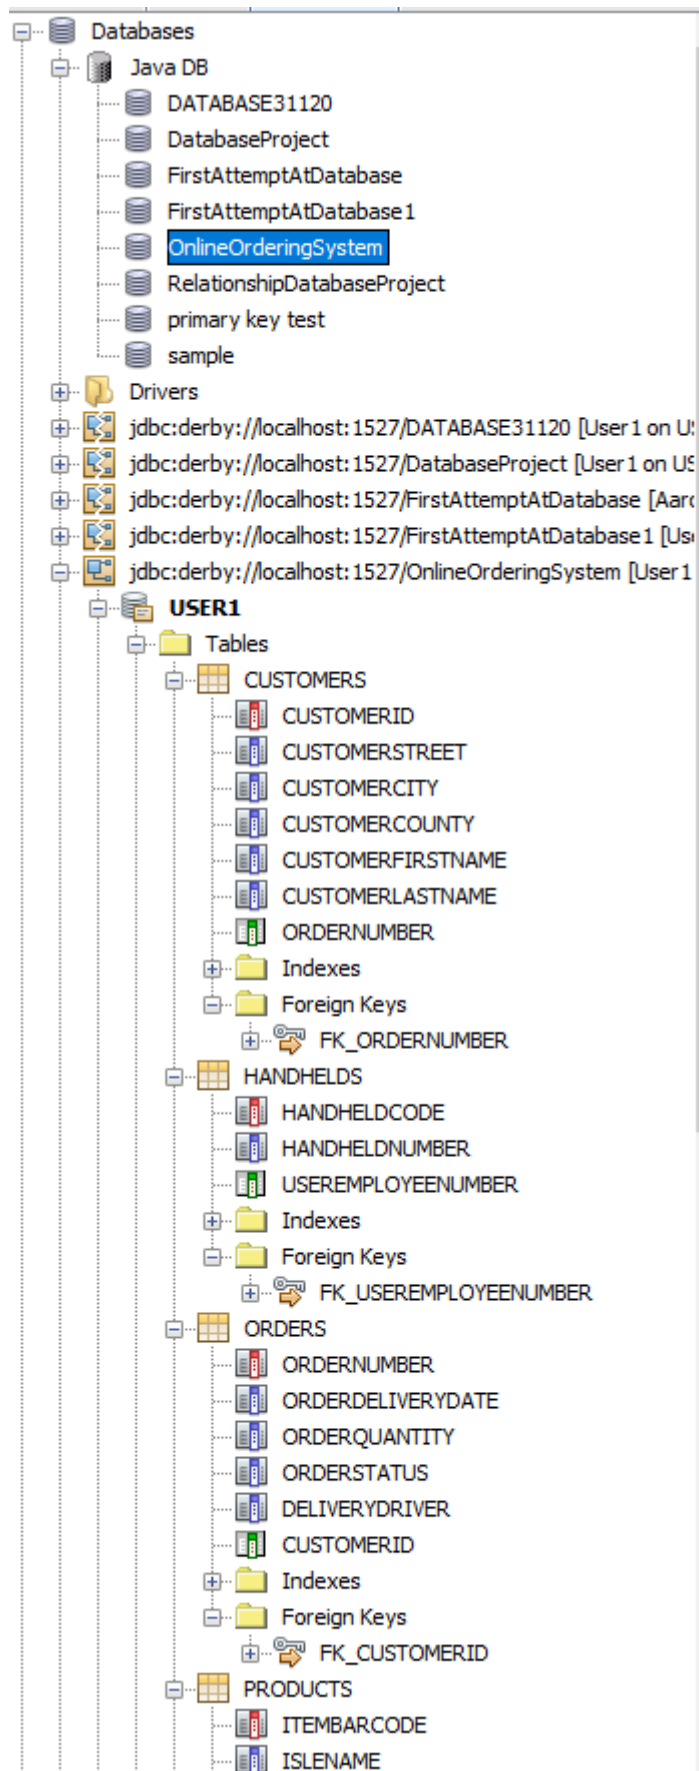 Databases
Java DB
DATABASE31120
DatabaseProject
FirstAttemptAtDatabase
FirstAttemptAtDatabase1
OnlineOrderingSystem
RelationshipDatabaseProject
primary key test
sample
Drivers
jdbc:derby://localhost:1527/DATABASE31120 [User1 on
jdbc:derby://localhost:1527/DatabaseProject [User1 on US
jdbc:derby://localhost:1527/FirstAttemptAtDatabase
jdbc:derby://localhost:1527/FirstAttemptAtDatabase1
jdbc:derby://localhost:1527/OnlineOrderingSystem [User1
USER1
Tables
CUSTOMERS
CUSTOMERID
CUSTOMERSTREET
CUSTOMERCITY
CUSTOMERCOUNTY
CUSTOMERFIRSTNAME
CUSTOMERLASTNAME
ORDERNUMBER
Indexes
Foreign Keys
FK_ORDERNUMBER
HANDHELDS
HANDHELDCODE
HANDHELDNUMBER
USEREMPLOYEENUMBER
Indexes
Foreign Keys
FK_USEREMPLOYEENUMBER
ORDERS
ORDERNUMBER
ORDERDELIVERYDATE
ORDERQUANTITY
ORDERSTATUS
DELIVERYDRIVER
CUSTOMERID
Indexes
Foreign Keys
FK_CUSTOMERID
PRODUCTS
ITEMBARCODE
ISLENAME